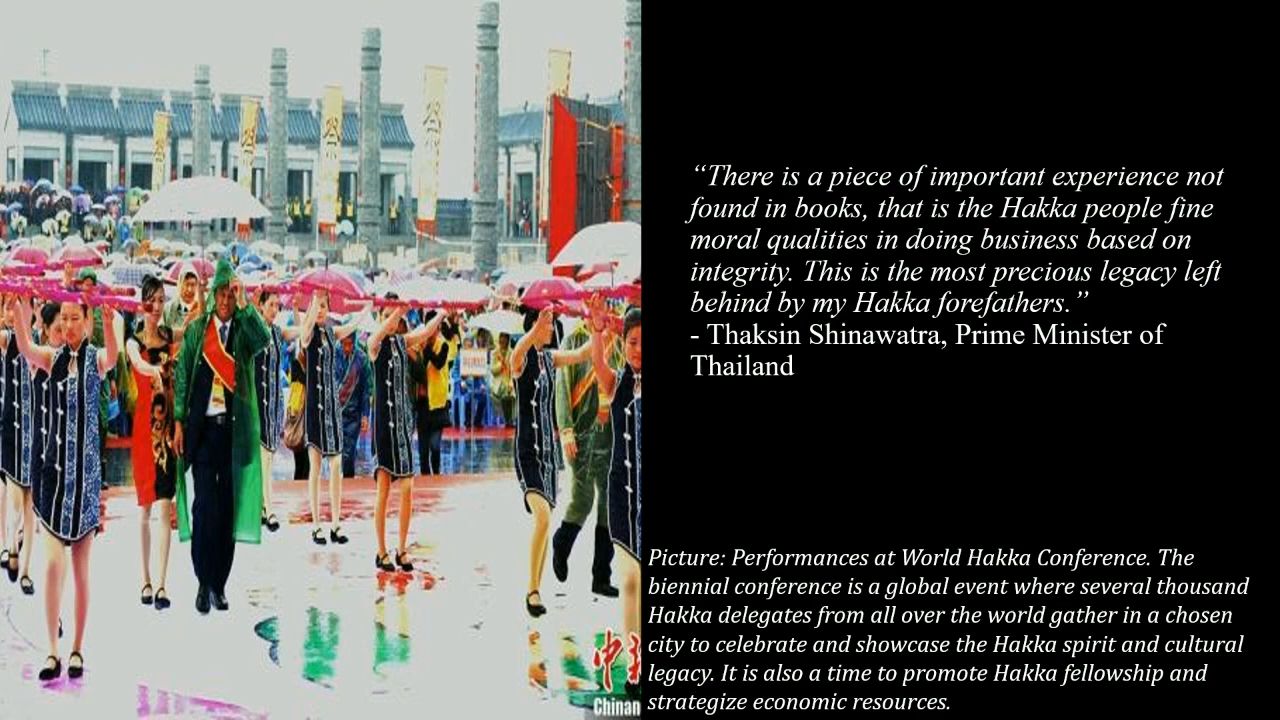 “There is a piece of important experience not
found in books, that is the Hakka people fine
moral qualities in doing business based on
integrity. This is the most precious legacy left
behind by my Hakka forefathers.”
- Thaksin Shinawatra, Prime Minister of
Thailand
Picture: Performances at World Hakka Conference. The
biennial conference is a global event where several thousand
Hakka delegates from all over the world gather in a chosen
city to celebrate and showcase the Hakka spirit and cultural
legacy. It is also a time to promote Hakka fellowship and
strategize economic resources.
中
Chinan